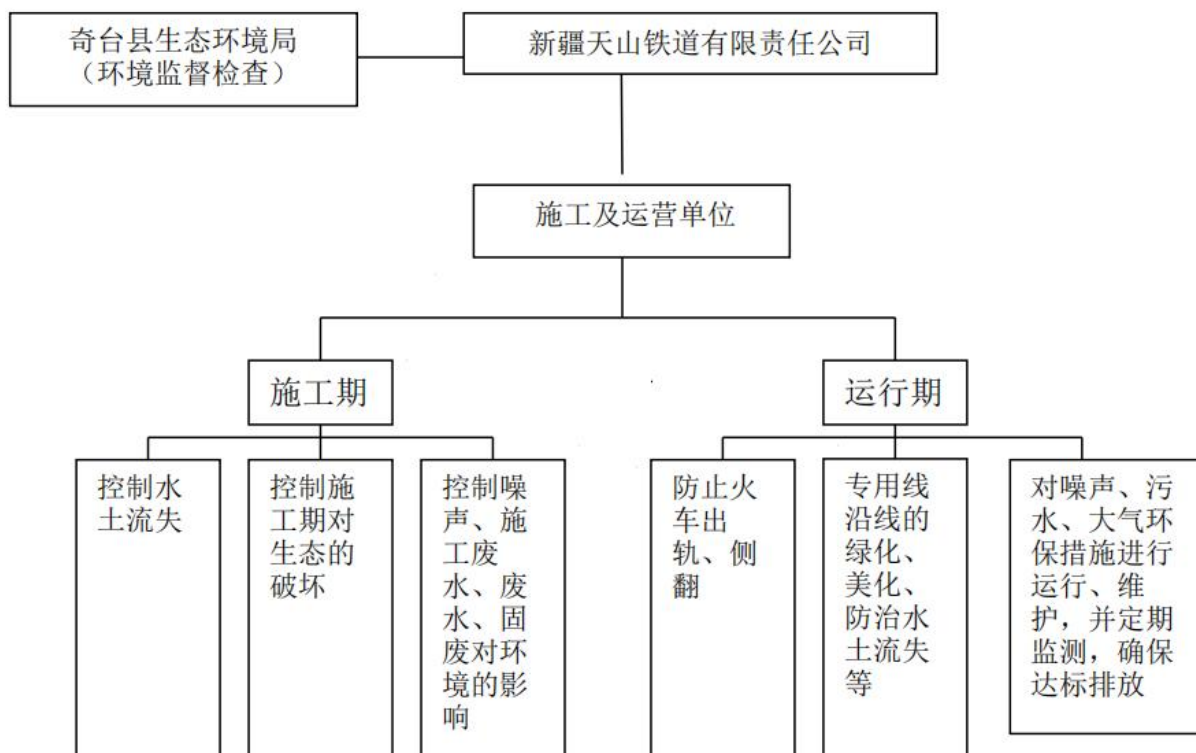 奇台县生态环境局
（环境监督检查）
新疆天山铁道有限责任公司
施工及运营单位
施工期
运行期
控制水
土流失
控制施
工期对
生态的
破坏
控制噪
声、施
工废
水、废
水、固
废对环
境的影
响
防止火
车出
轨、侧
翻
专用线
沿线的
绿化、
美化、
防治水
土流失
等
对噪声、污
水、大气环
保措施进行
运行、维
护，并定期
监测，确保
达标排放